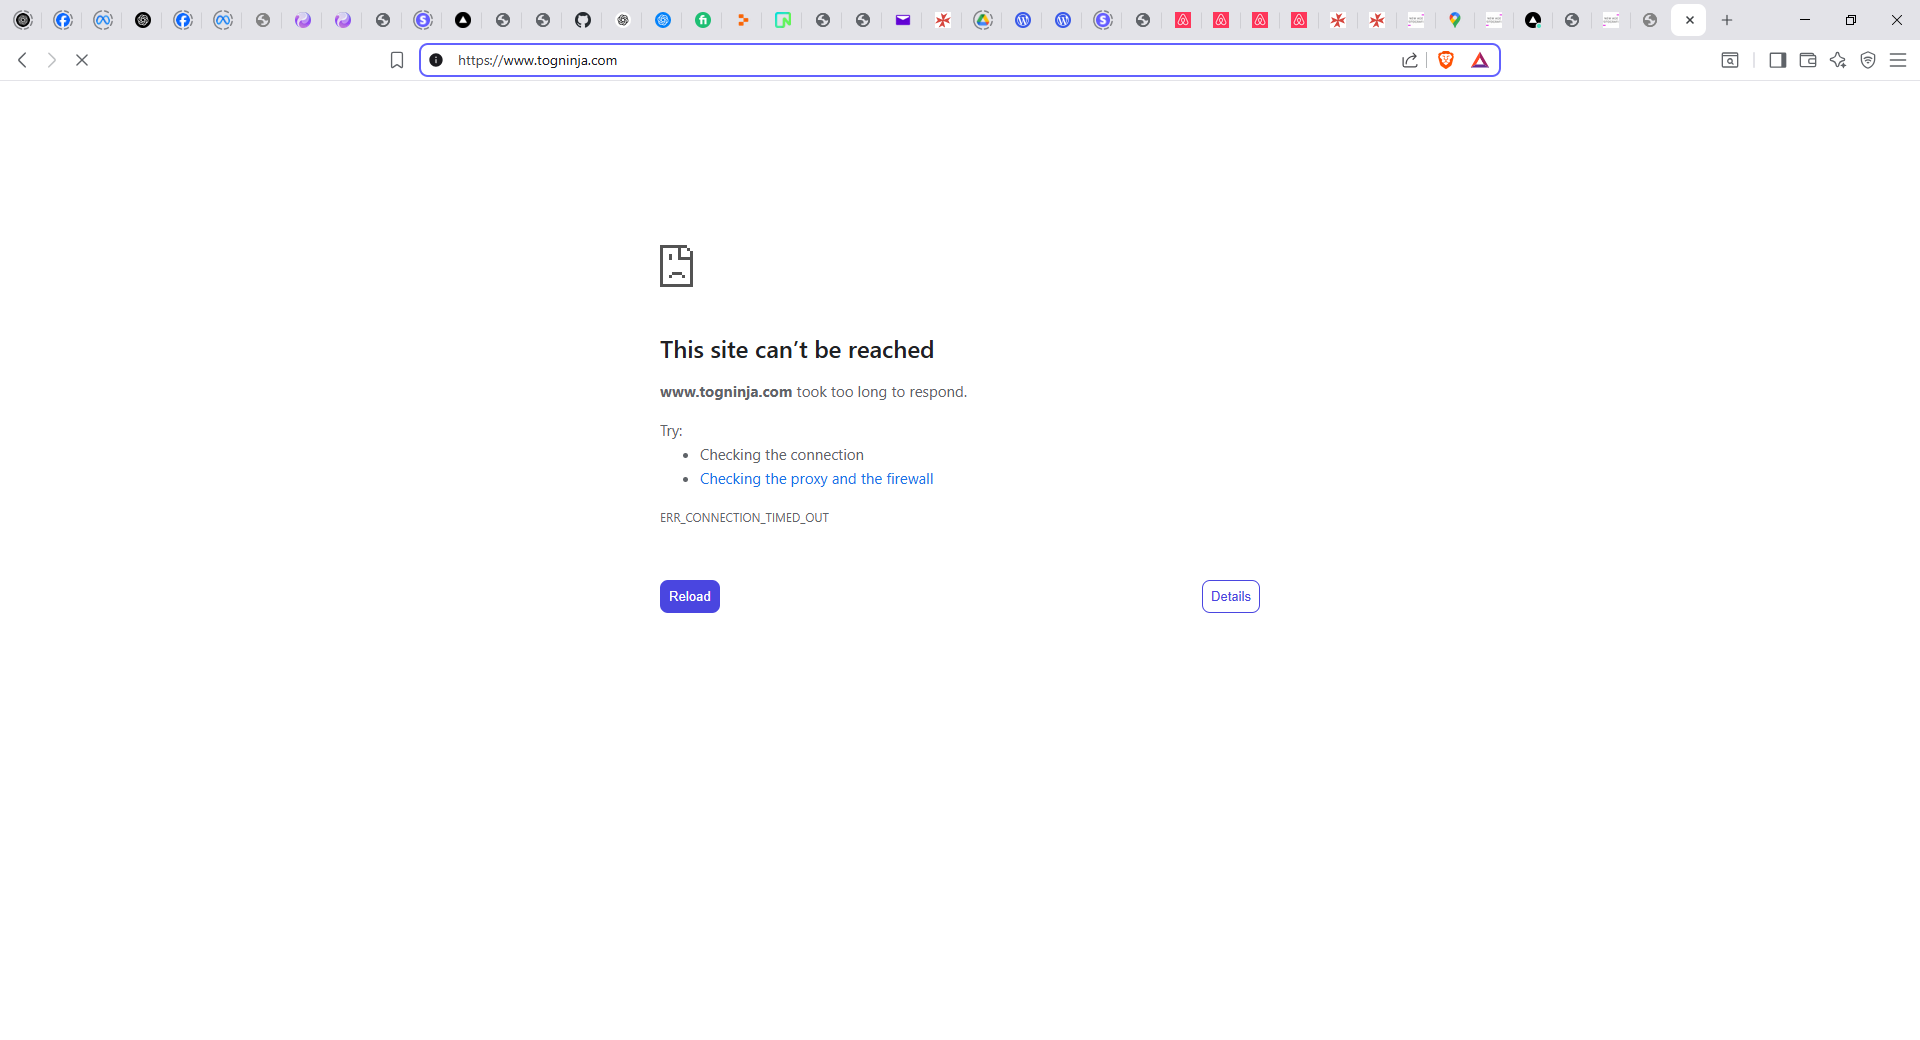 https://www.togninja.com
This site can’t be reached
www.togninja.com took too long to respond.
Try:
Checking the connection
Checking the proxy and the firewall
ERR_CONNECTION_TIMED_OUT
Reload
Details